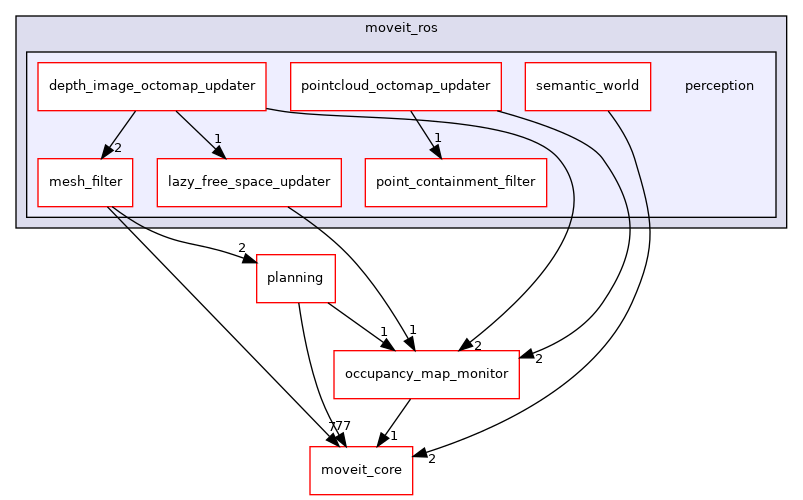 moveit_ros
depth_image_octomap_updater
pointcloud_octomap_updater
semantic_world
perception
2
1
1
mesh_filter
lazy_free_space_updater
point_containment_filter
2
planning
1
1
2
2
occupancy_map_monitor
77
1
2
moveit_core